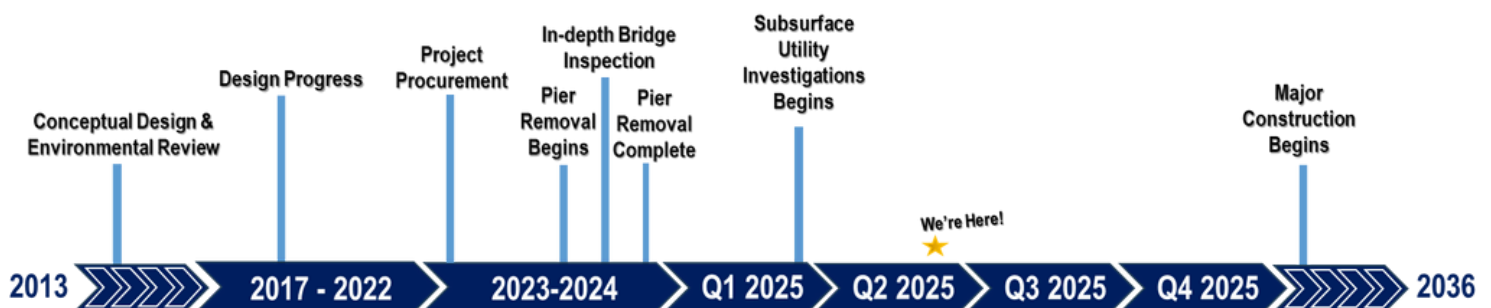 Conceptual Design &
Environmental Review
Design Progress
Project
Procurement
Pier
Removal
Begins
In-depth Bridge
Inspection
Pier
Removal
Complete
Subsurface
Utility
Investigations
Begins
We're Here!
Major
Construction
Begins
2013
2017 - 2022
2023-2024
Q1 2025
Q2 2025
Q3 2025
Q4 2025
2036